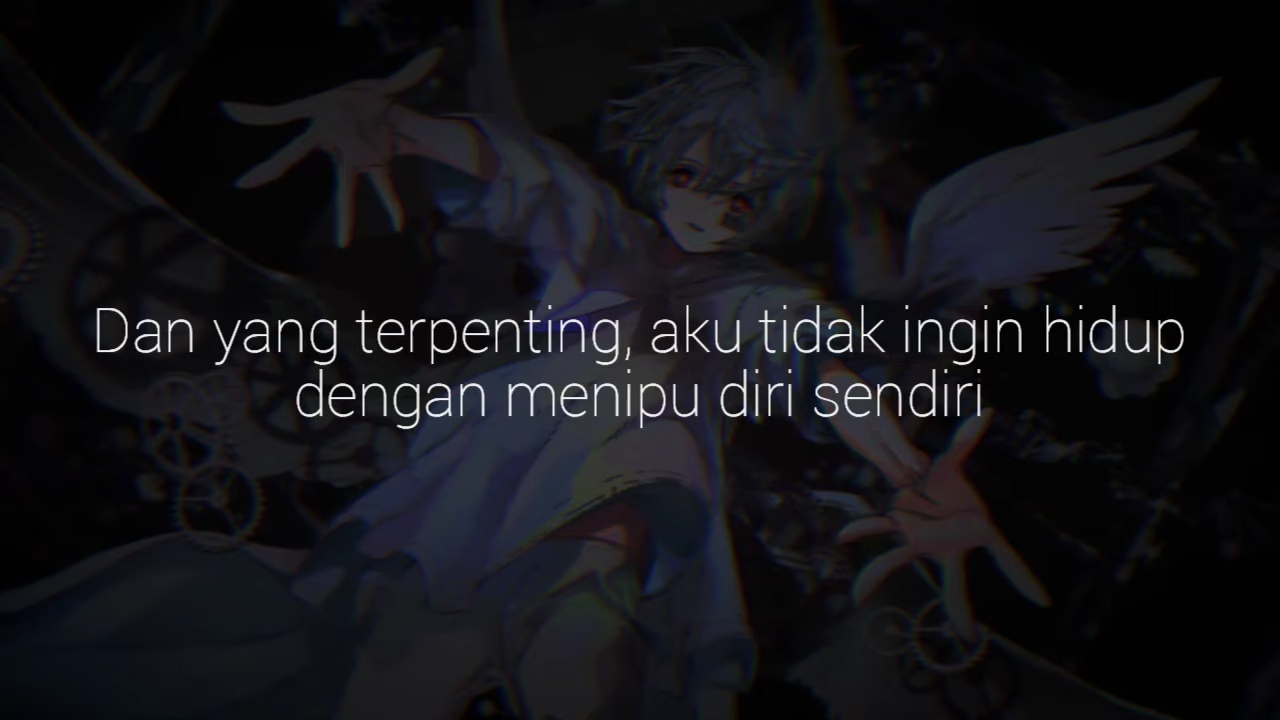 Dan yang terpenting, aku tidak ingin hidup
dengan menipu diri sendiri